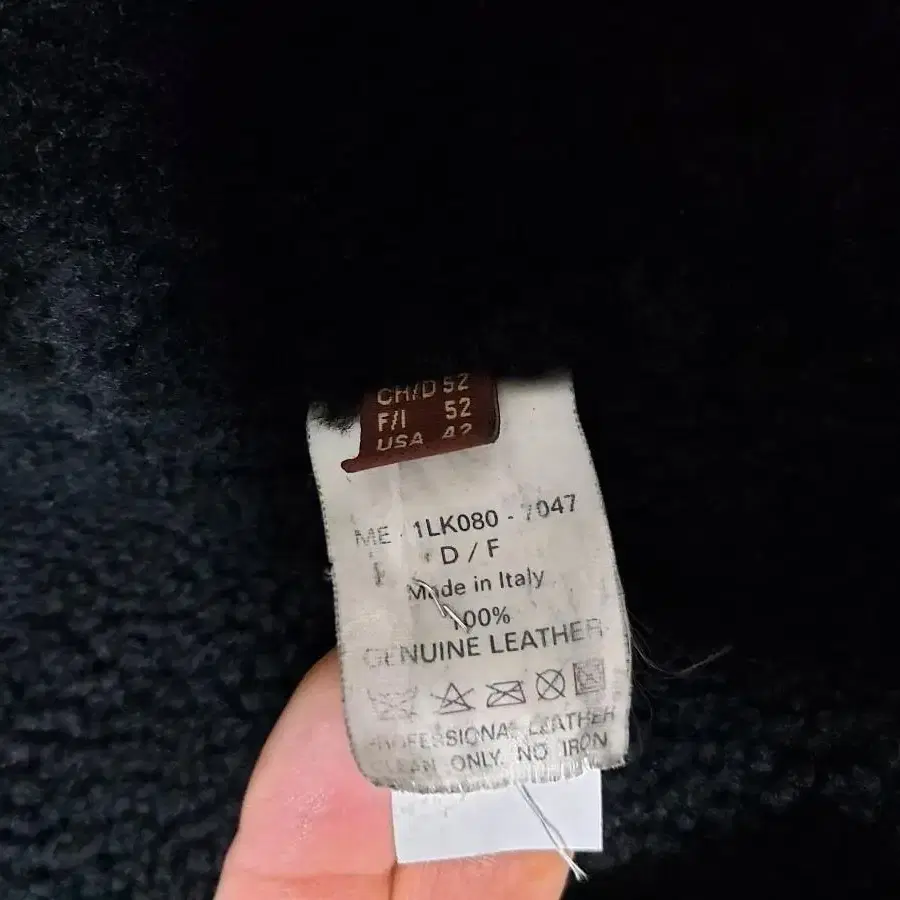 CH/D 52
F/I 52
USA 42
ME 1LK080 - 7047
D / F
Made in Italy
100%
GENUINE LEATHER
PROFESSIONAL LEATHER
CLEAN ONLY. NO IRON